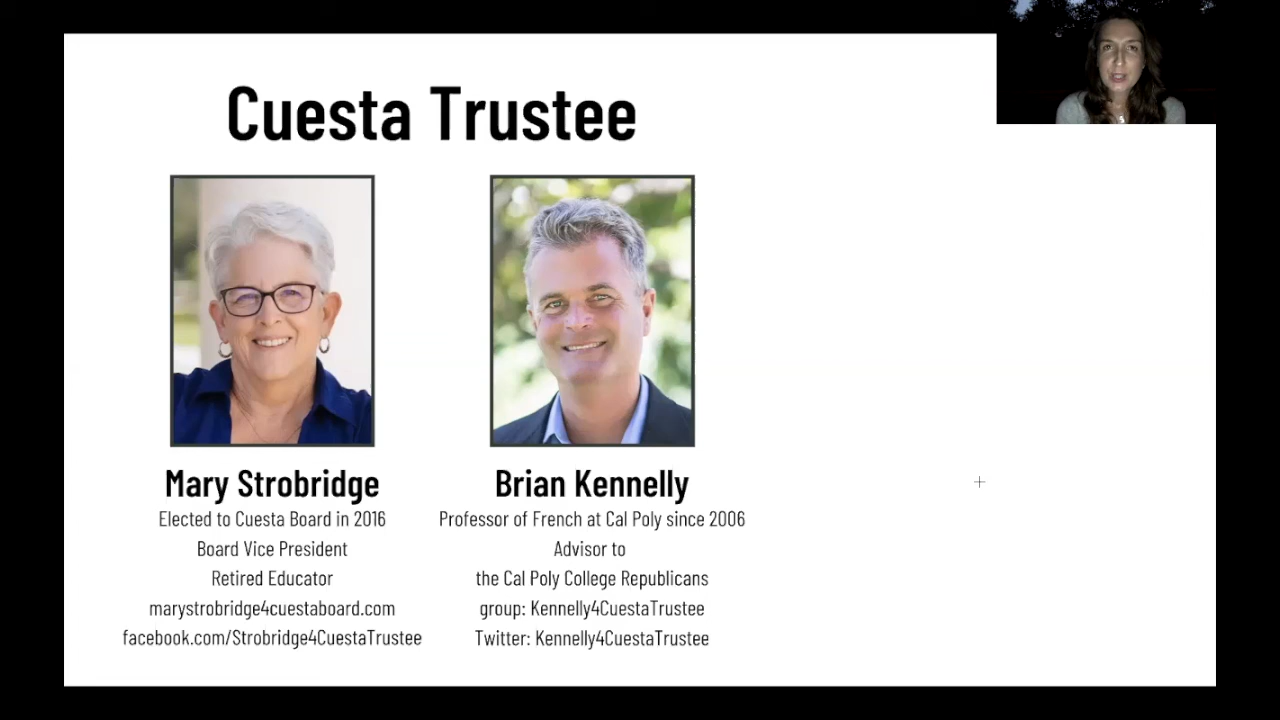 Cuesta Trustee
Mary Strobridge
Elected to Cuesta Board in 2016
Board Vice President
Retired Educator
marystrobridge4cuestaboard.com
facebook.com/Strobridge4CuestaTrustee
Brian Kennelly
Professor of French at Cal Poly since 2006
Advisor to
the Cal Poly College Republicans
group: Kennelly4CuestaTrustee
Twitter: Kennelly4CuestaTrustee